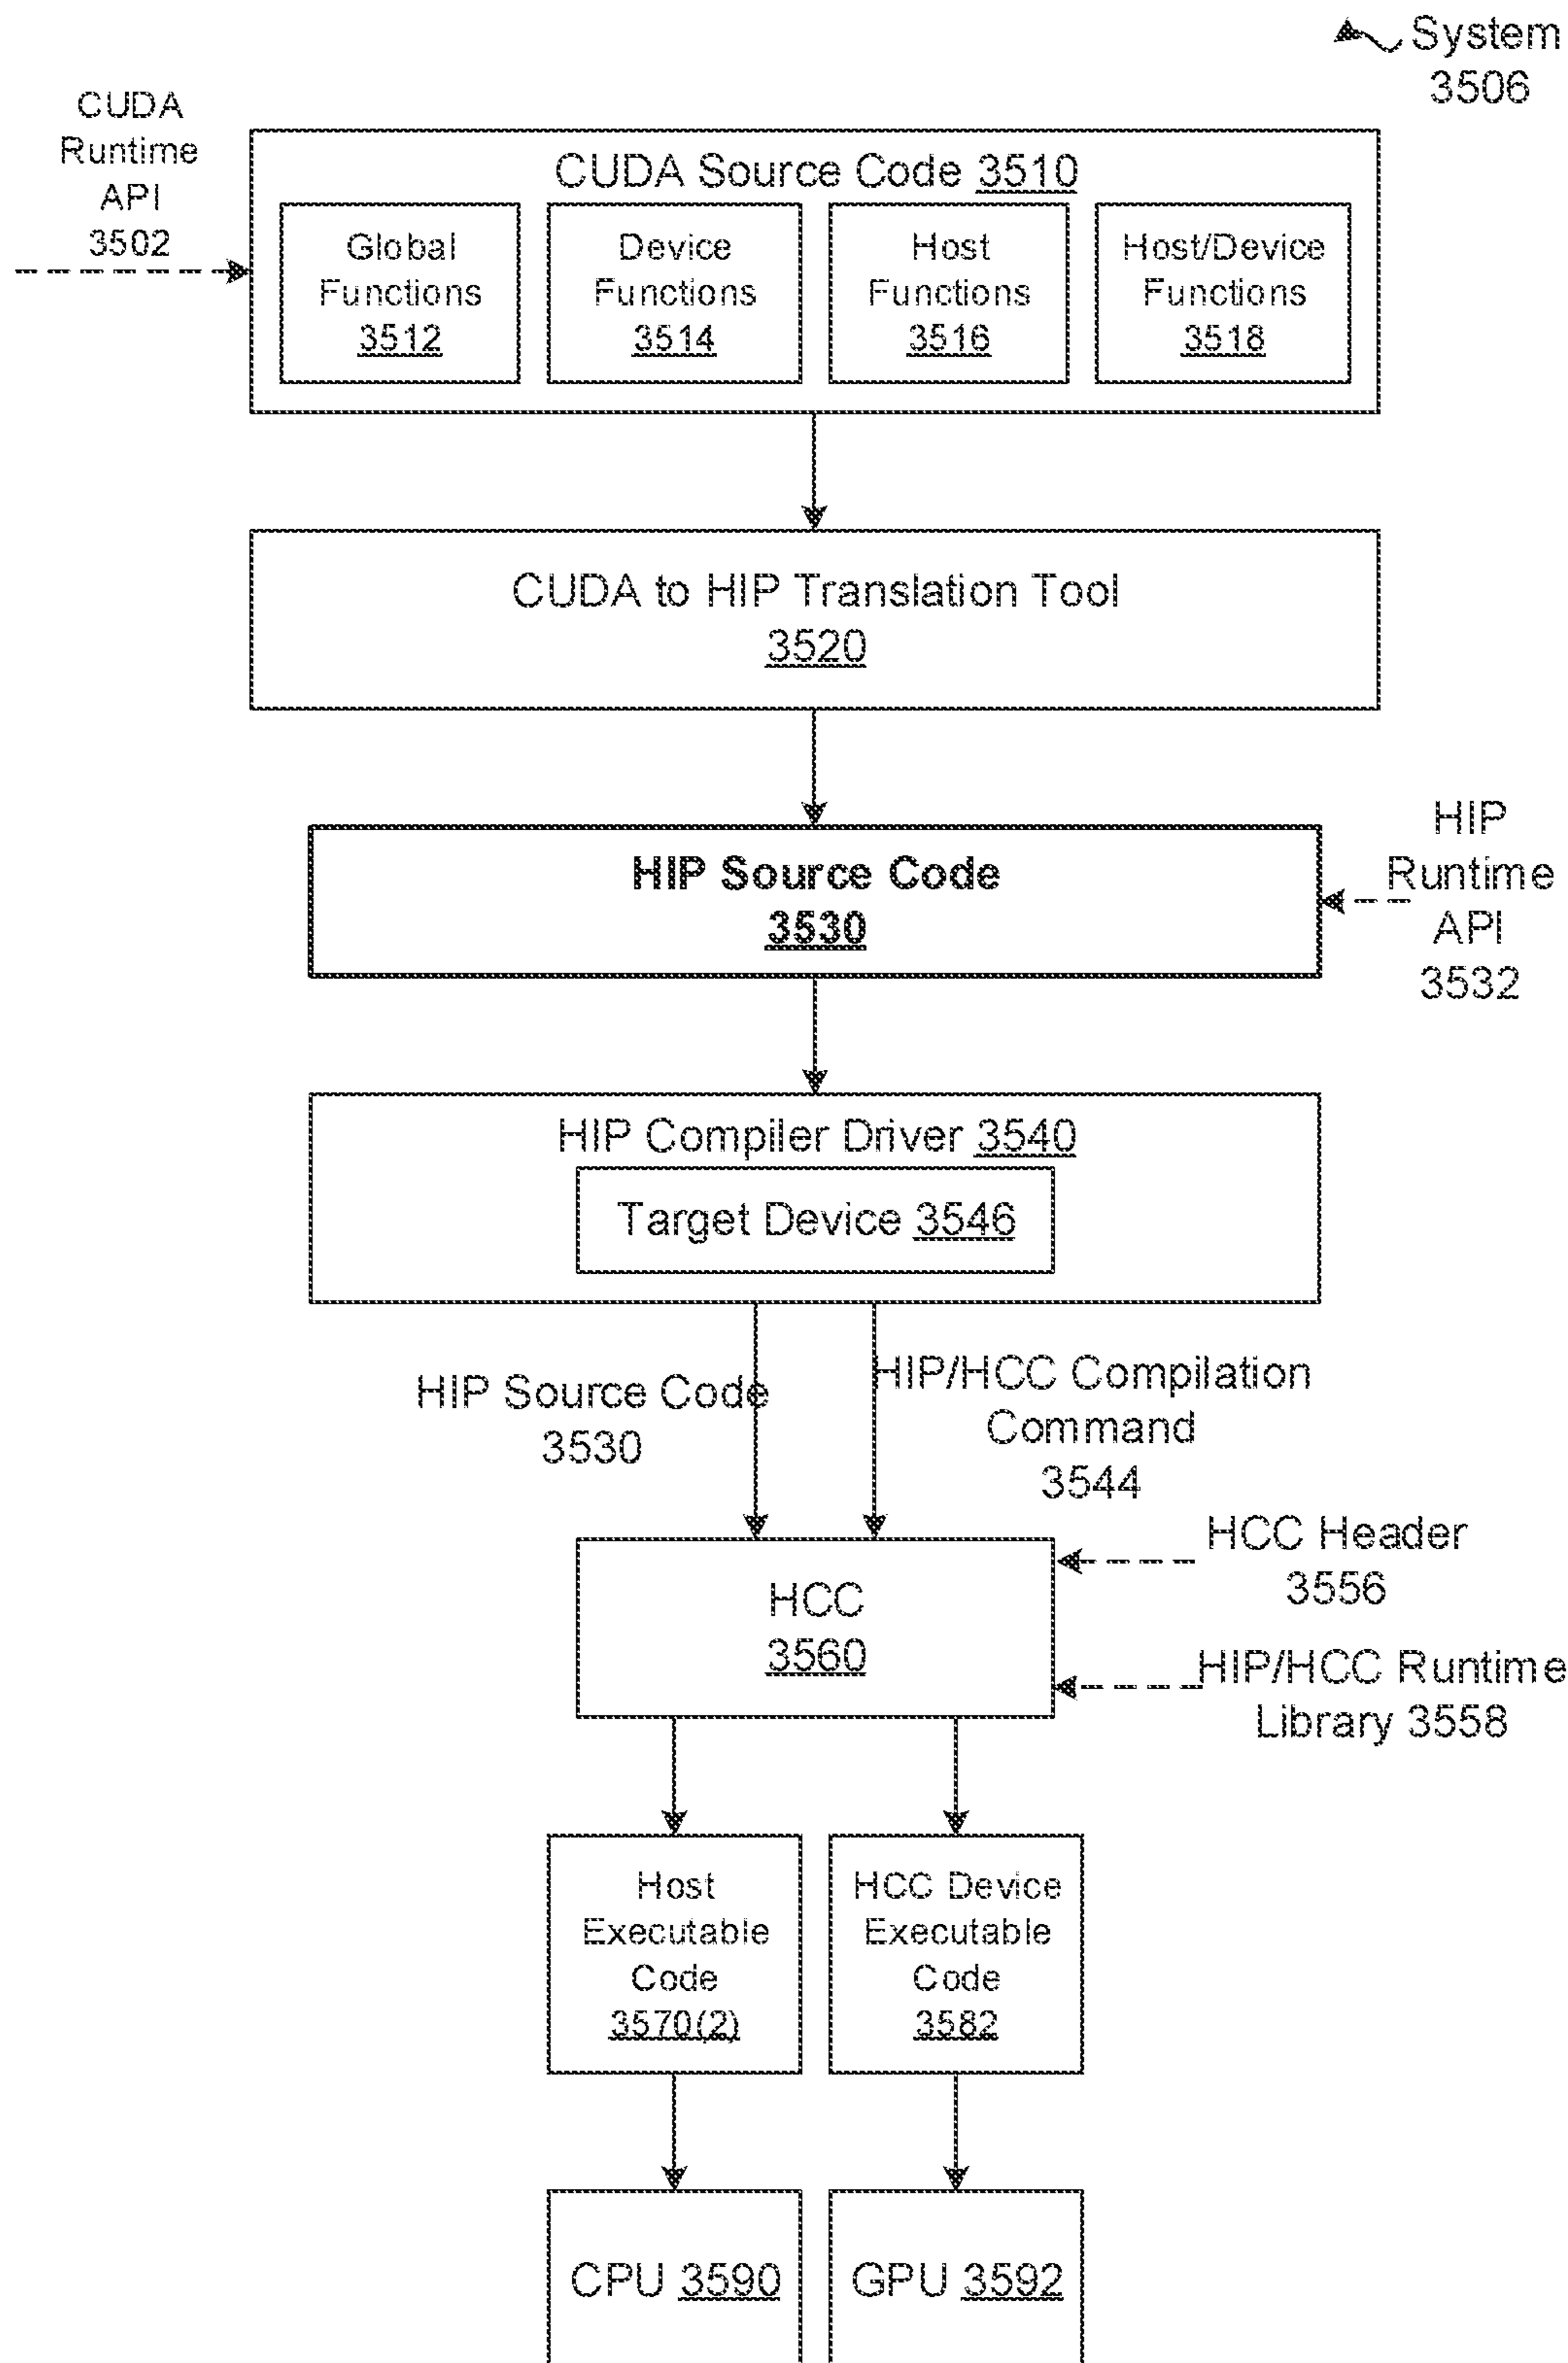 System
3506
CUDA
Runtime
API
3502
CUDA Source Code 3510
Global
Functions
3512
Device
Functions
3514
Host
Functions
3516
Host/Device
Functions
3518
CUDA to HIP Translation Tool
3520
HIP Source Code
3530
HIP
Runtime
API
3532
HIP Compiler Driver 3540
Target Device 3546
HIP Source Code
3530
HIP/HCC Compilation
Command
3544
HCC
3560
HCC Header
3556
HIP/HCC Runtime
Library 3558
Host
Executable
Code
3570(2)
HCC Device
Executable
Code
3582
CPU 3590
GPU 3592